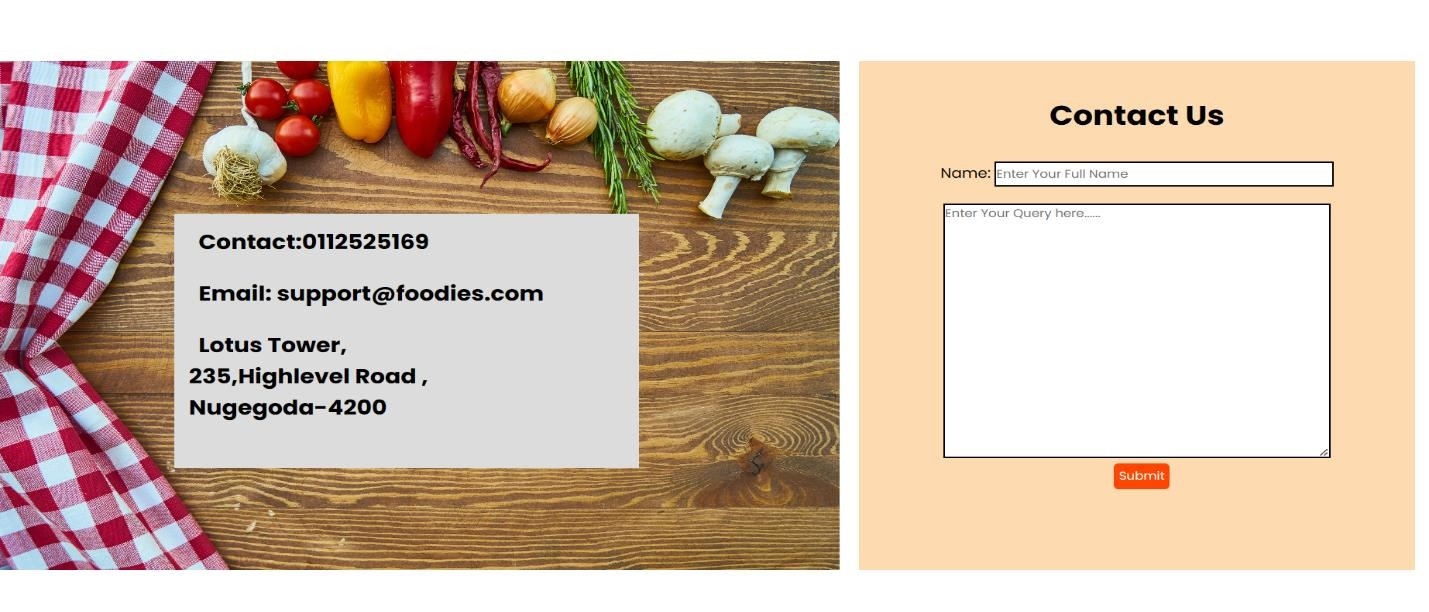 Contact:0112525169
Email: support@foodies.com
Lotus Tower,
235,Highlevel Road ,
Nugegoda-4200
Contact Us
Name: Enter Your Full Name
Enter Your Query here......
Submit